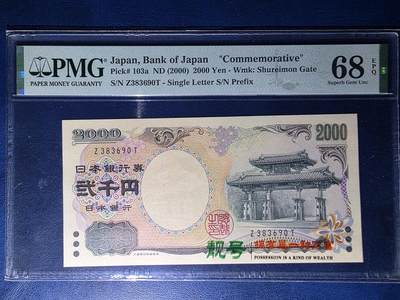 PMG
PAPER MONEY GUARANTY
Japan, Bank of Japan "Commemorative"
Pick# 103a ND (2000) 2000 Yen - Wmk: Shureimon Gate
S/N Z383690T - Single Letter S/N Prefix
68 EPQ
Superb Gem Unc
2000
2000
Z383690T
日本銀行券
弐千円
日本銀行
Z383690T
靓号
POSSESSION IS A KIND OF WEALTH